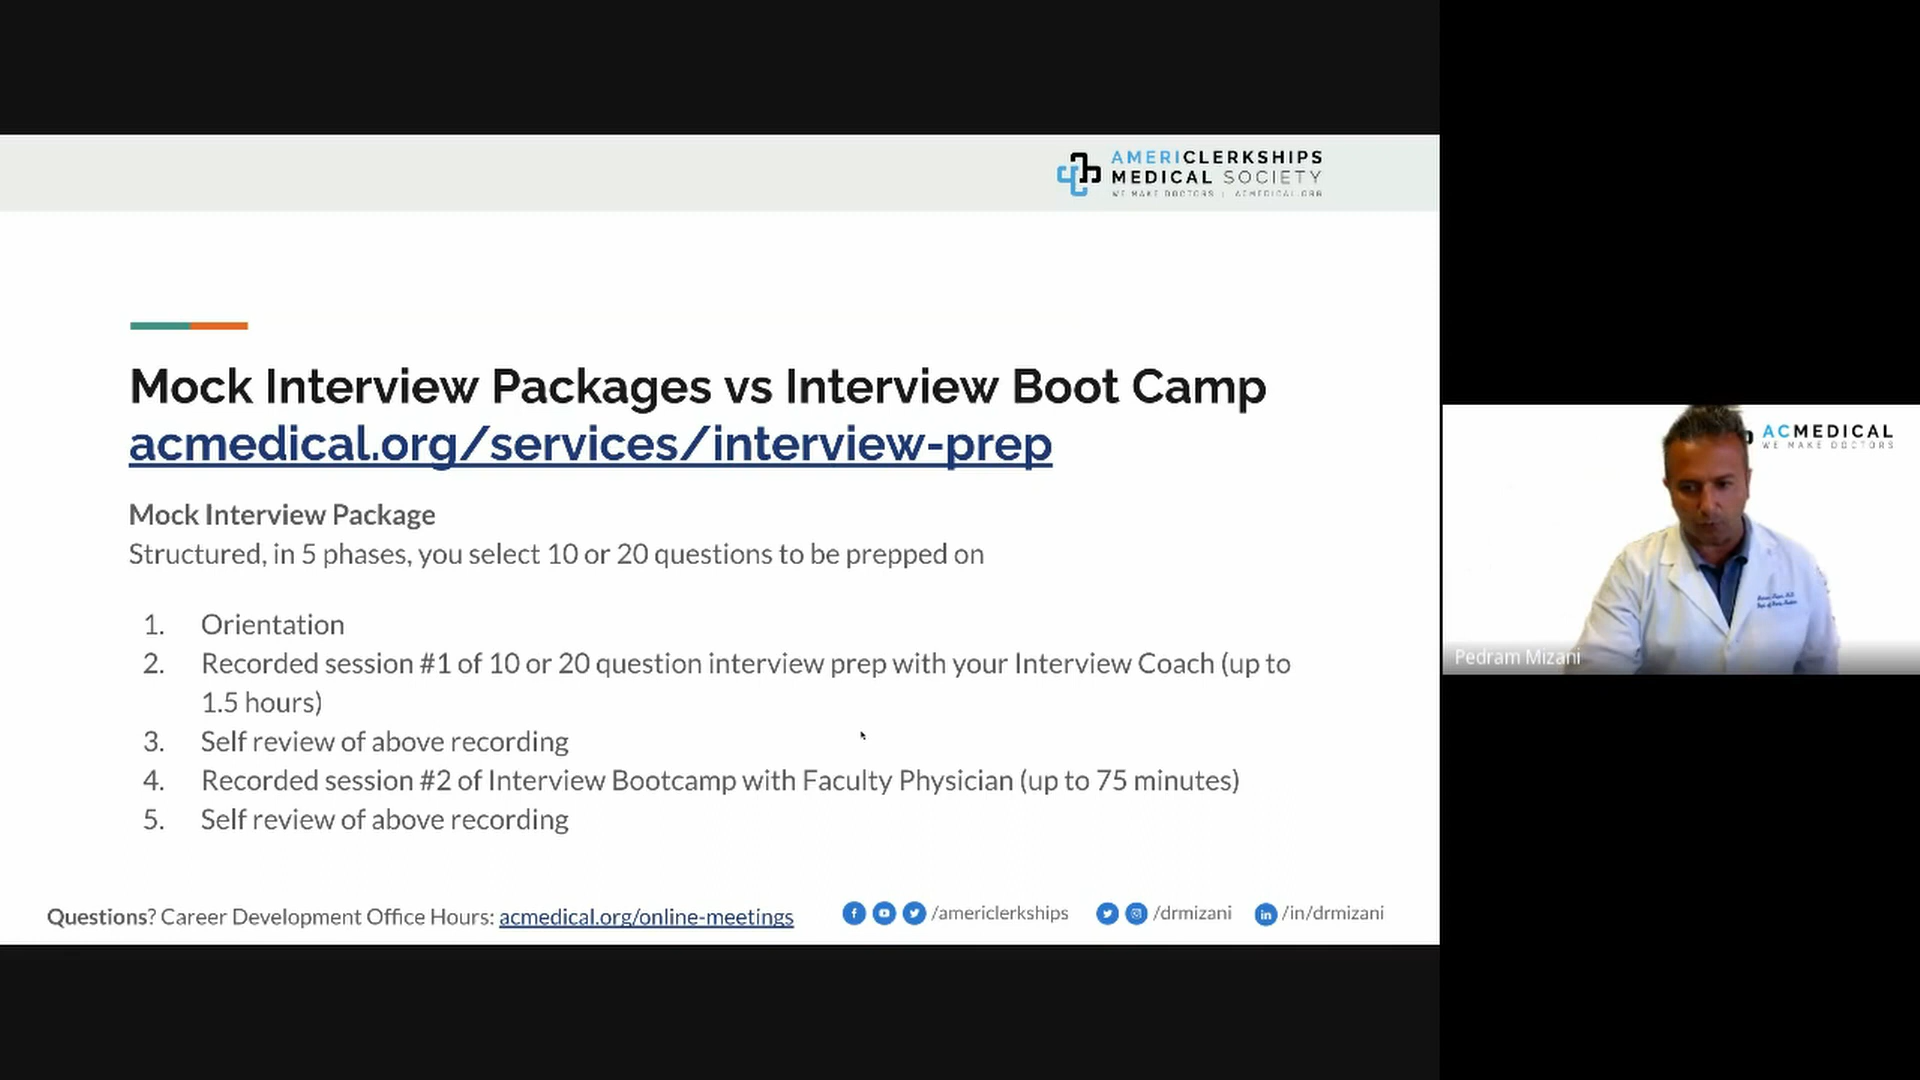 AMERICLERKSHIPS
MEDICAL SOCIETY
WE MAKE DOCTORS | ACMEDICAL.ORG
Mock Interview Packages vs Interview Boot Camp
acmedical.org/services/interview-prep
Mock Interview Package
Structured, in 5 phases, you select 10 or 20 questions to be prepped on
1. Orientation
2. Recorded session #1 of 10 or 20 question interview prep with your Interview Coach (up to
1.5 hours)
3. Self review of above recording
4. Recorded session #2 of Interview Bootcamp with Faculty Physician (up to 75 minutes)
5. Self review of above recording
Questions? Career Development Office Hours: acmedical.org/online-meetings
/americlerkships
/drmizani
/in/drmizani
ACMEDICAL
WE MAKE DOCTORS
Pedram Mizani